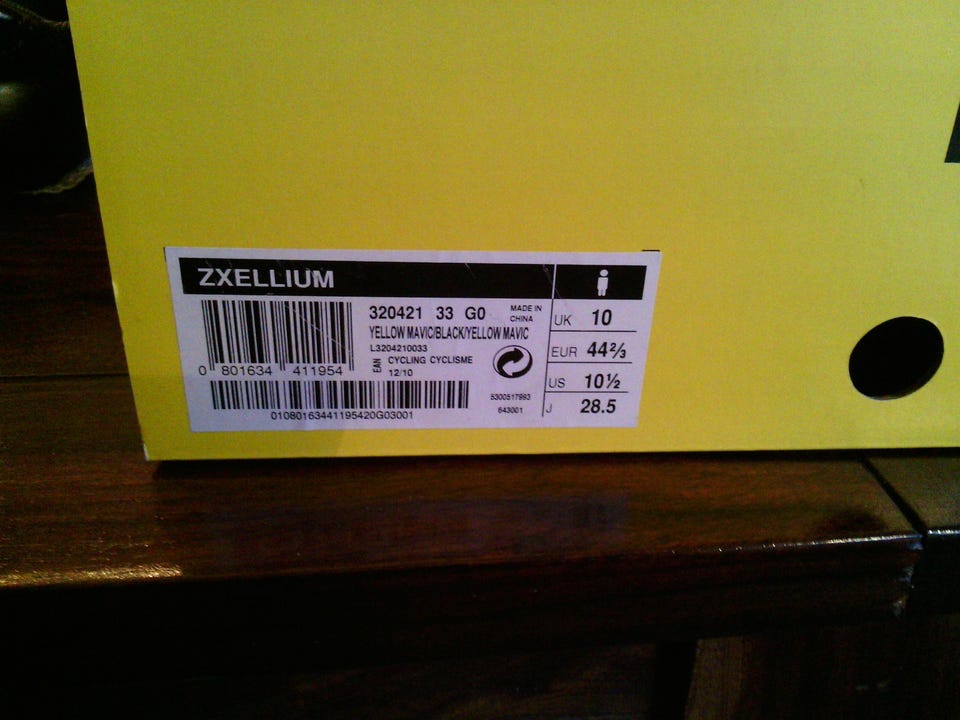 ZXELLIUM
320421 33 G0
MADE IN
CHINA
YELLOW MAVIC/BLACK/YELLOW MAVIC
L3204210033
EAN
CYCLING CYCLISME
12/10
0 801634 411954
01080163441195420G03001
5300517993
643001
UK 10
EUR 44⅔
US 10½
J 28.5